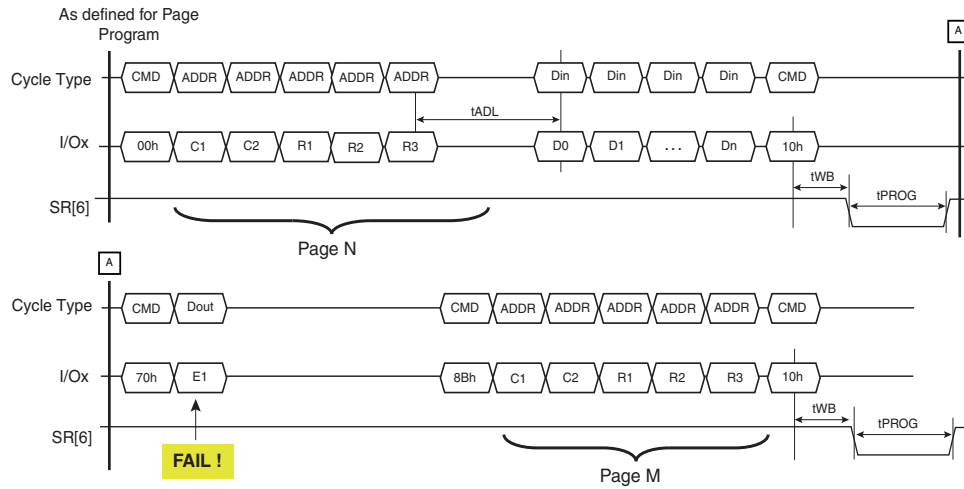 As defined for Page
Program
A
Cycle Type
CMD ADDR ADDR ADDR ADDR ADDR Din Din Din Din CMD
tADL
I/Ox
00h C1 C2 R1 R2 R3 D0 D1 . . . Dn 10h
tWB
tPROG
SR[6]
Page N
A
Cycle Type
CMD Dout CMD ADDR ADDR ADDR ADDR ADDR CMD
I/Ox
70h E1 8Bh C1 C2 R1 R2 R3 10h
tWB
tPROG
SR[6]
FAIL !
Page M